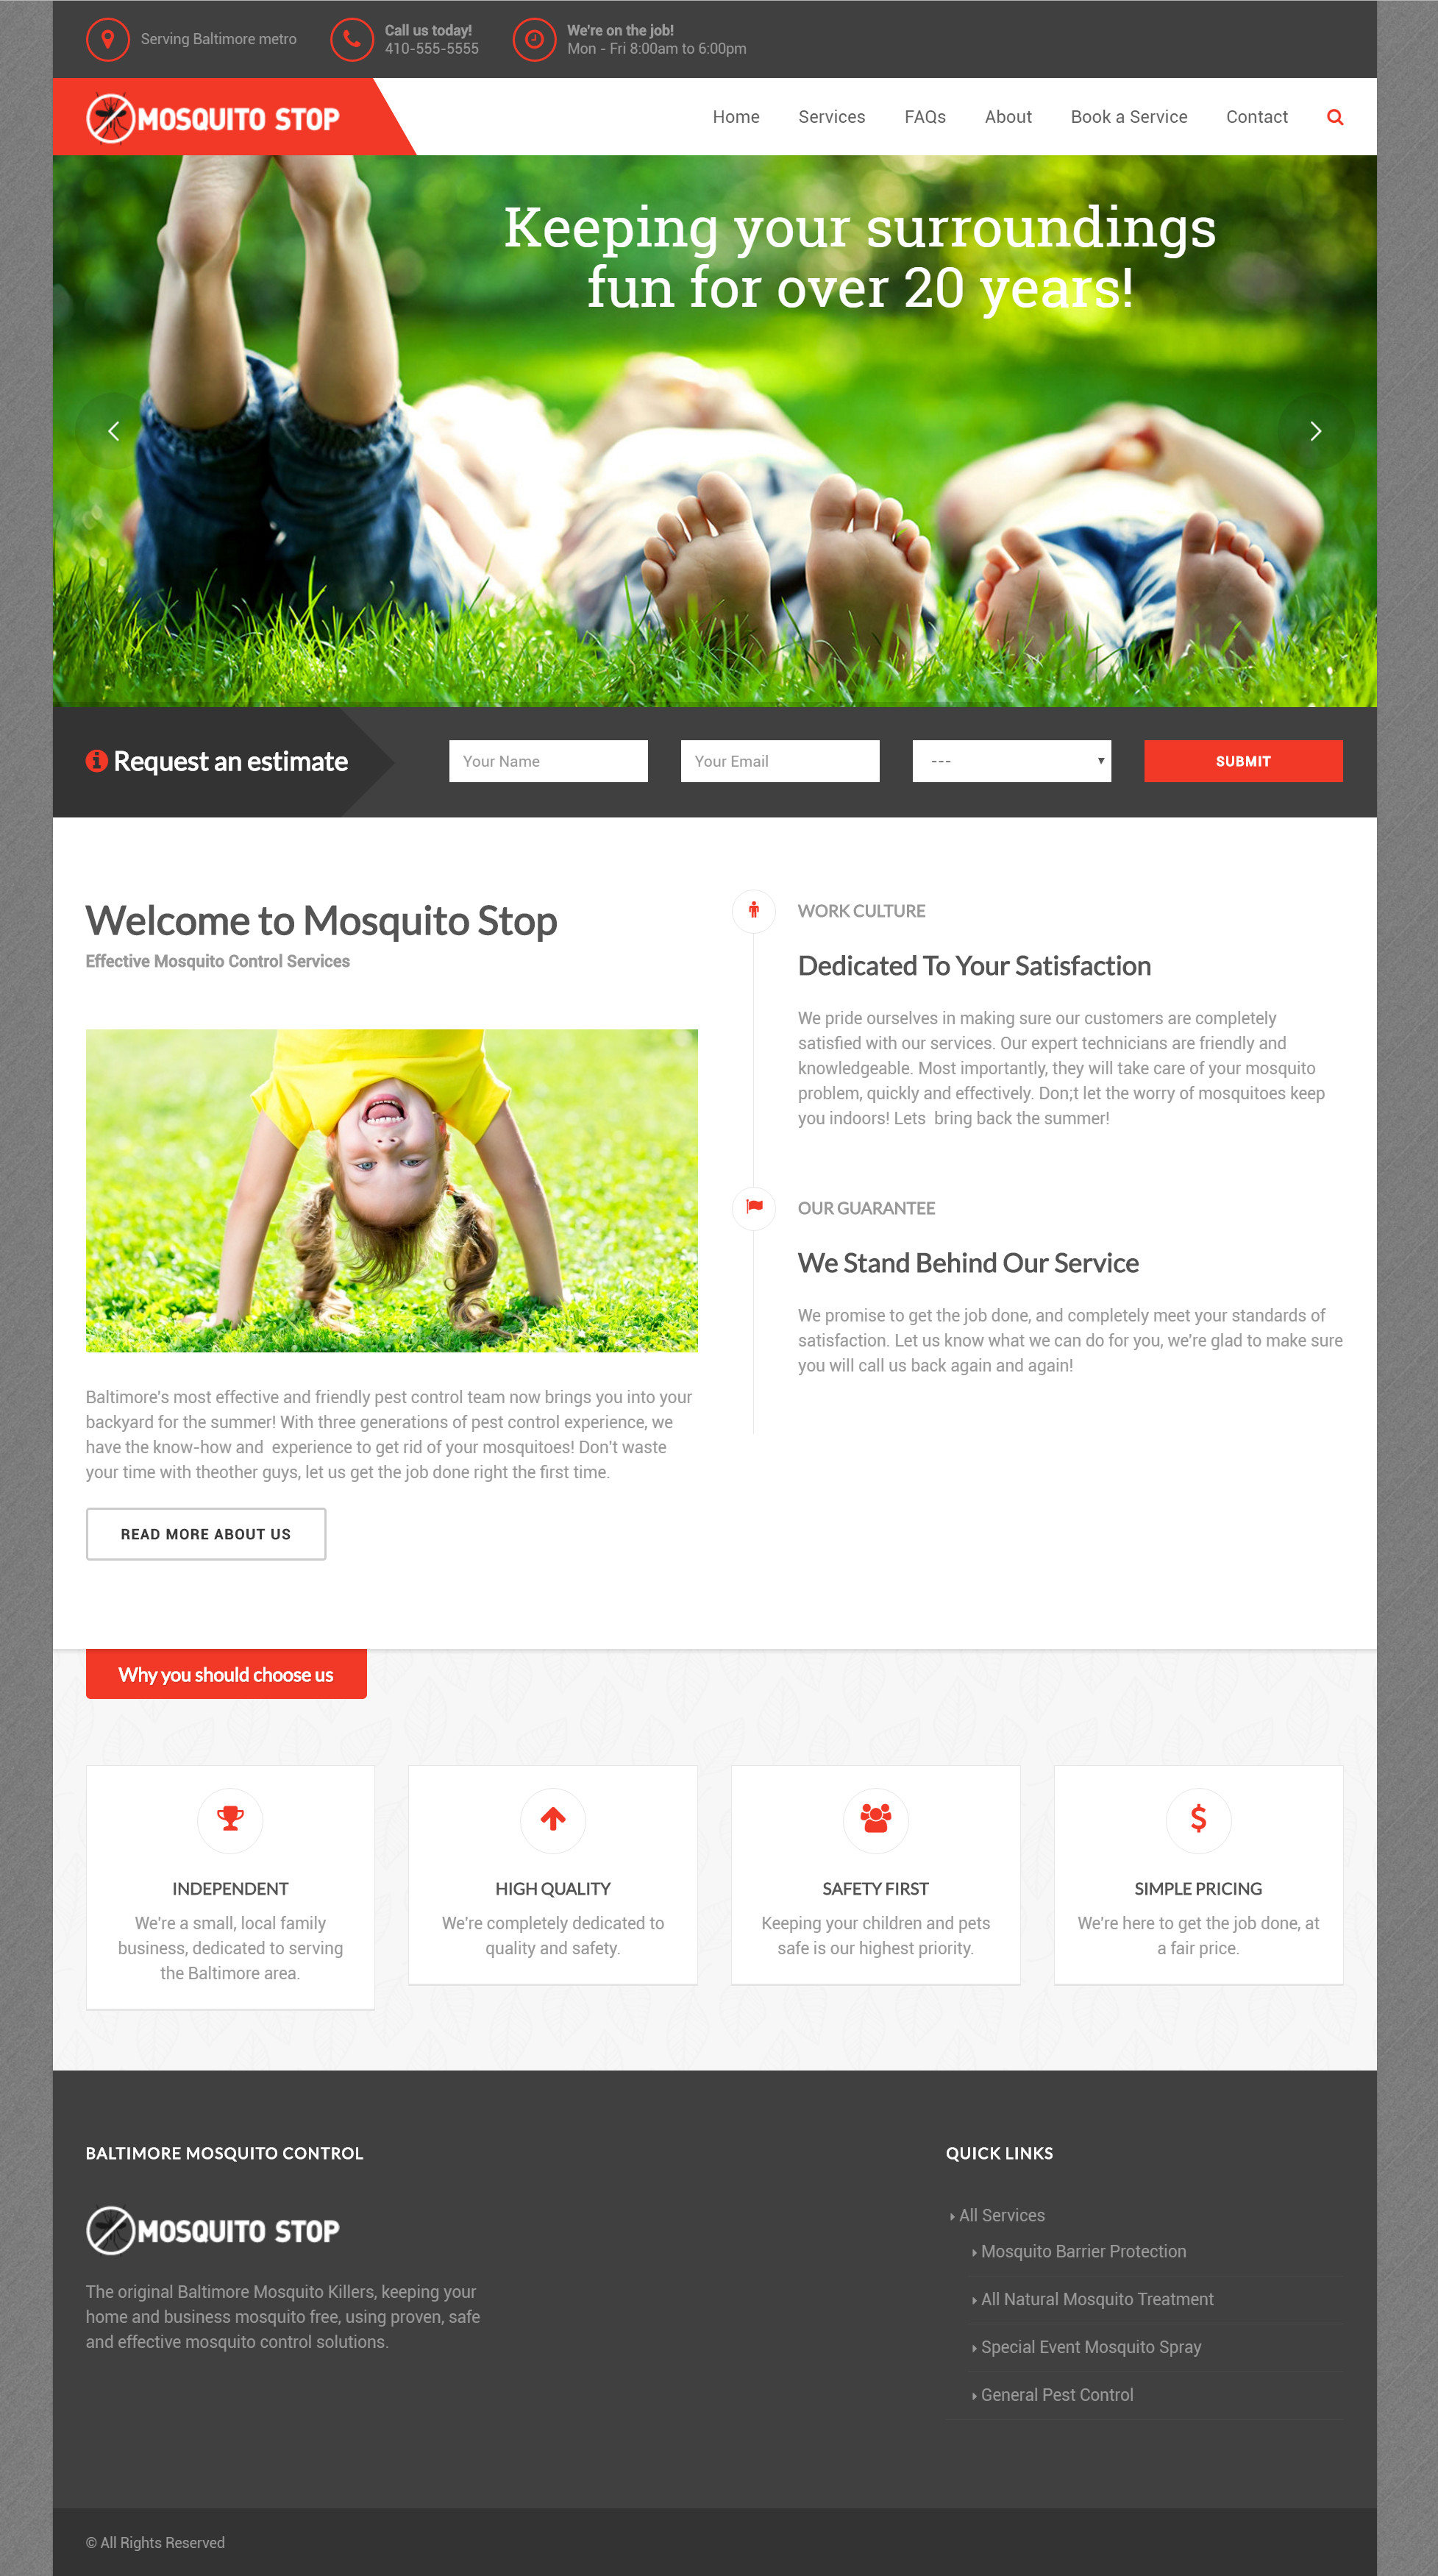 Serving Baltimore metro
Call us today!
410-555-5555
We're on the job!
Mon - Fri 8:00am to 6:00pm
MOSQUITO STOP
Home
Services
FAQs
About
Book a Service
Contact
Keeping your surroundings
fun for over 20 years!
Request an estimate
Your Name
Your Email
---
SUBMIT
Welcome to Mosquito Stop
Effective Mosquito Control Services
Baltimore's most effective and friendly pest control team now brings you into your
backyard for the summer! With three generations of pest control experience, we
have the know-how and  experience to get rid of your mosquitoes! Don't waste
your time with theother guys, let us get the job done right the first time.
READ MORE ABOUT US
WORK CULTURE
Dedicated To Your Satisfaction
We pride ourselves in making sure our customers are completely
satisfied with our services. Our expert technicians are friendly and
knowledgeable. Most importantly, they will take care of your mosquito
problem, quickly and effectively. Don;t let the worry of mosquitoes keep
you indoors! Lets  bring back the summer!
OUR GUARANTEE
We Stand Behind Our Service
We promise to get the job done, and completely meet your standards of
satisfaction. Let us know what we can do for you, we're glad to make sure
you will call us back again and again!
Why you should choose us
INDEPENDENT
We're a small, local family
business, dedicated to serving
the Baltimore area.
HIGH QUALITY
We're completely dedicated to
quality and safety.
SAFETY FIRST
Keeping your children and pets
safe is our highest priority.
SIMPLE PRICING
We're here to get the job done, at
a fair price.
BALTIMORE MOSQUITO CONTROL
MOSQUITO STOP
The original Baltimore Mosquito Killers, keeping your
home and business mosquito free, using proven, safe
and effective mosquito control solutions.
QUICK LINKS
All Services
Mosquito Barrier Protection
All Natural Mosquito Treatment
Special Event Mosquito Spray
General Pest Control
© All Rights Reserved